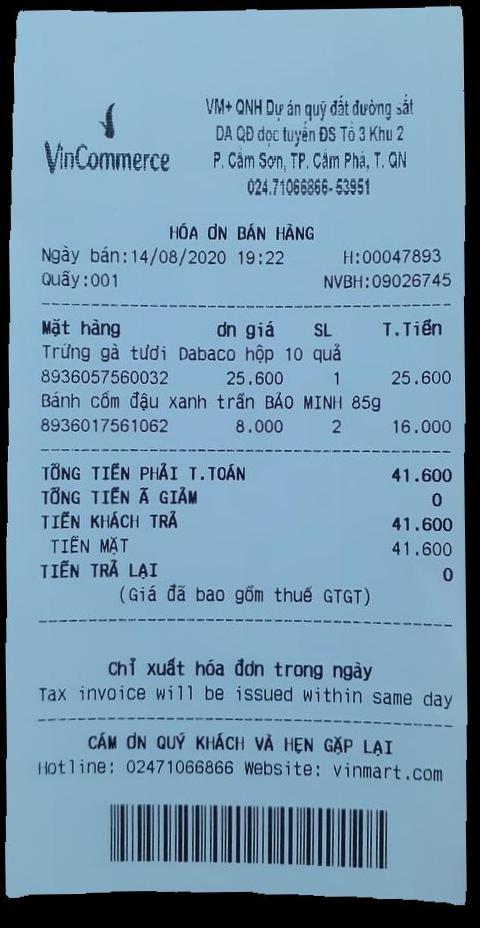 VinCommerce
VM+ QNH Dự án quỹ đất đường sắt
DA QĐ dọc tuyến ĐS Tổ 3 Khu 2
P. Cẩm Sơn, TP. Cẩm Phả, T. QN
024.71066866-53951
HÓA ƠN BÁN HÀNG
Ngày bán:14/08/2020 19:22 H:00047893
Quầy:001 NVBH:09026745
Mặt hàng ơn giá SL T.Tiền
Trứng gà tươi Dabaco hộp 10 quả
8936057560032 25.600 1 25.600
Bánh cốm đậu xanh trần BẢO MINH 85g
8936017561062 8.000 2 16.000
TỔNG TIỀN PHẢI T.TOÁN 41.600
TỔNG TIỀN Ã GIẢM 0
TIỀN KHÁCH TRẢ 41.600
TIỀN MẶT 41.600
TIỀN TRẢ LẠI 0
(Giá đã bao gồm thuế GTGT)
Chỉ xuất hóa đơn trong ngày
Tax invoice will be issued within same day
CÁM ƠN QUÝ KHÁCH VÀ HẸN GẶP LẠI
Hotline: 02471066866 Website: vinmart.com